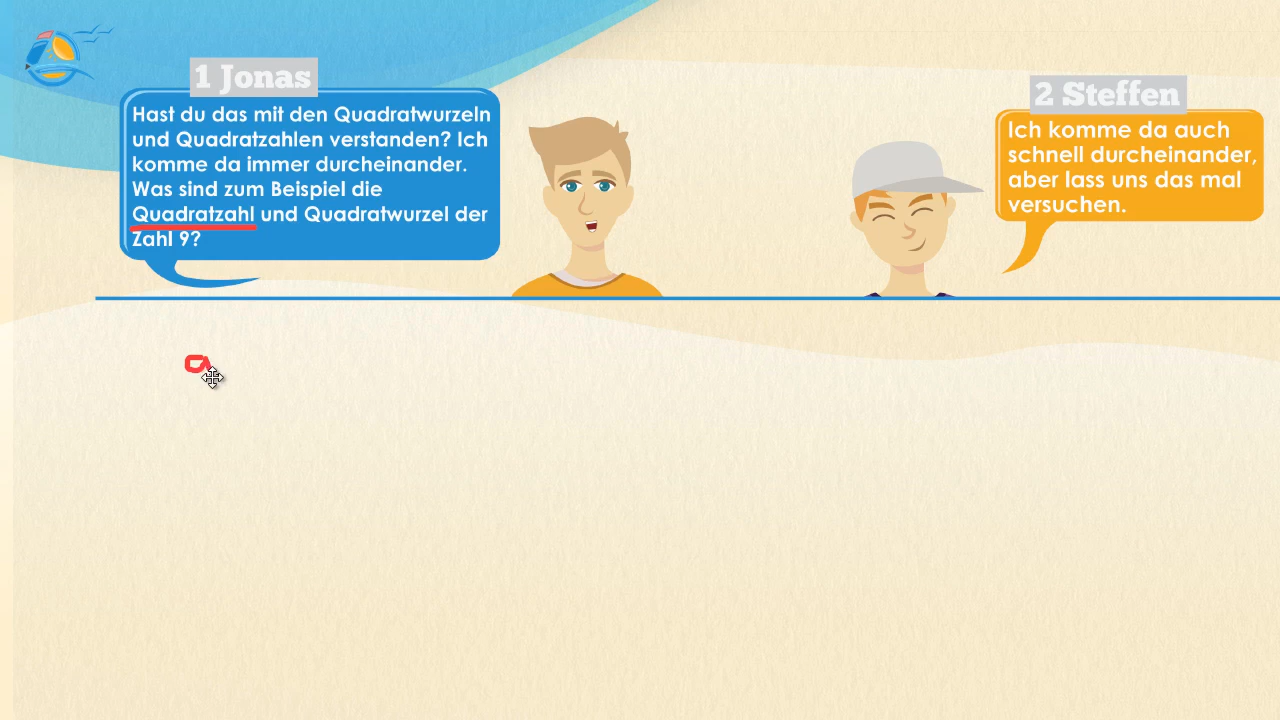 1 Jonas
Hast du das mit den Quadratwurzeln
und Quadratzahlen verstanden? Ich
komme da immer durcheinander.
Was sind zum Beispiel die
Quadratzahl und Quadratwurzel der
Zahl 9?
2 Steffen
Ich komme da auch
schnell durcheinander,
aber lass uns das mal
versuchen.